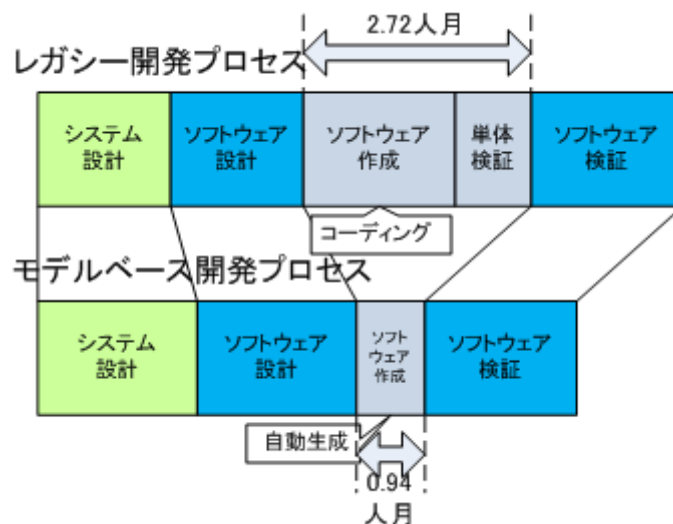 2.72人月
レガシー開発プロセス
システム
設計
ソフトウェア
設計
ソフトウェア
作成
単体
検証
ソフトウェア
検証
コーディング
モデルベース開発プロセス
システム
設計
ソフトウェア
設計
ソフト
ウェア
作成
ソフトウェア
検証
自動生成
0.94
人月